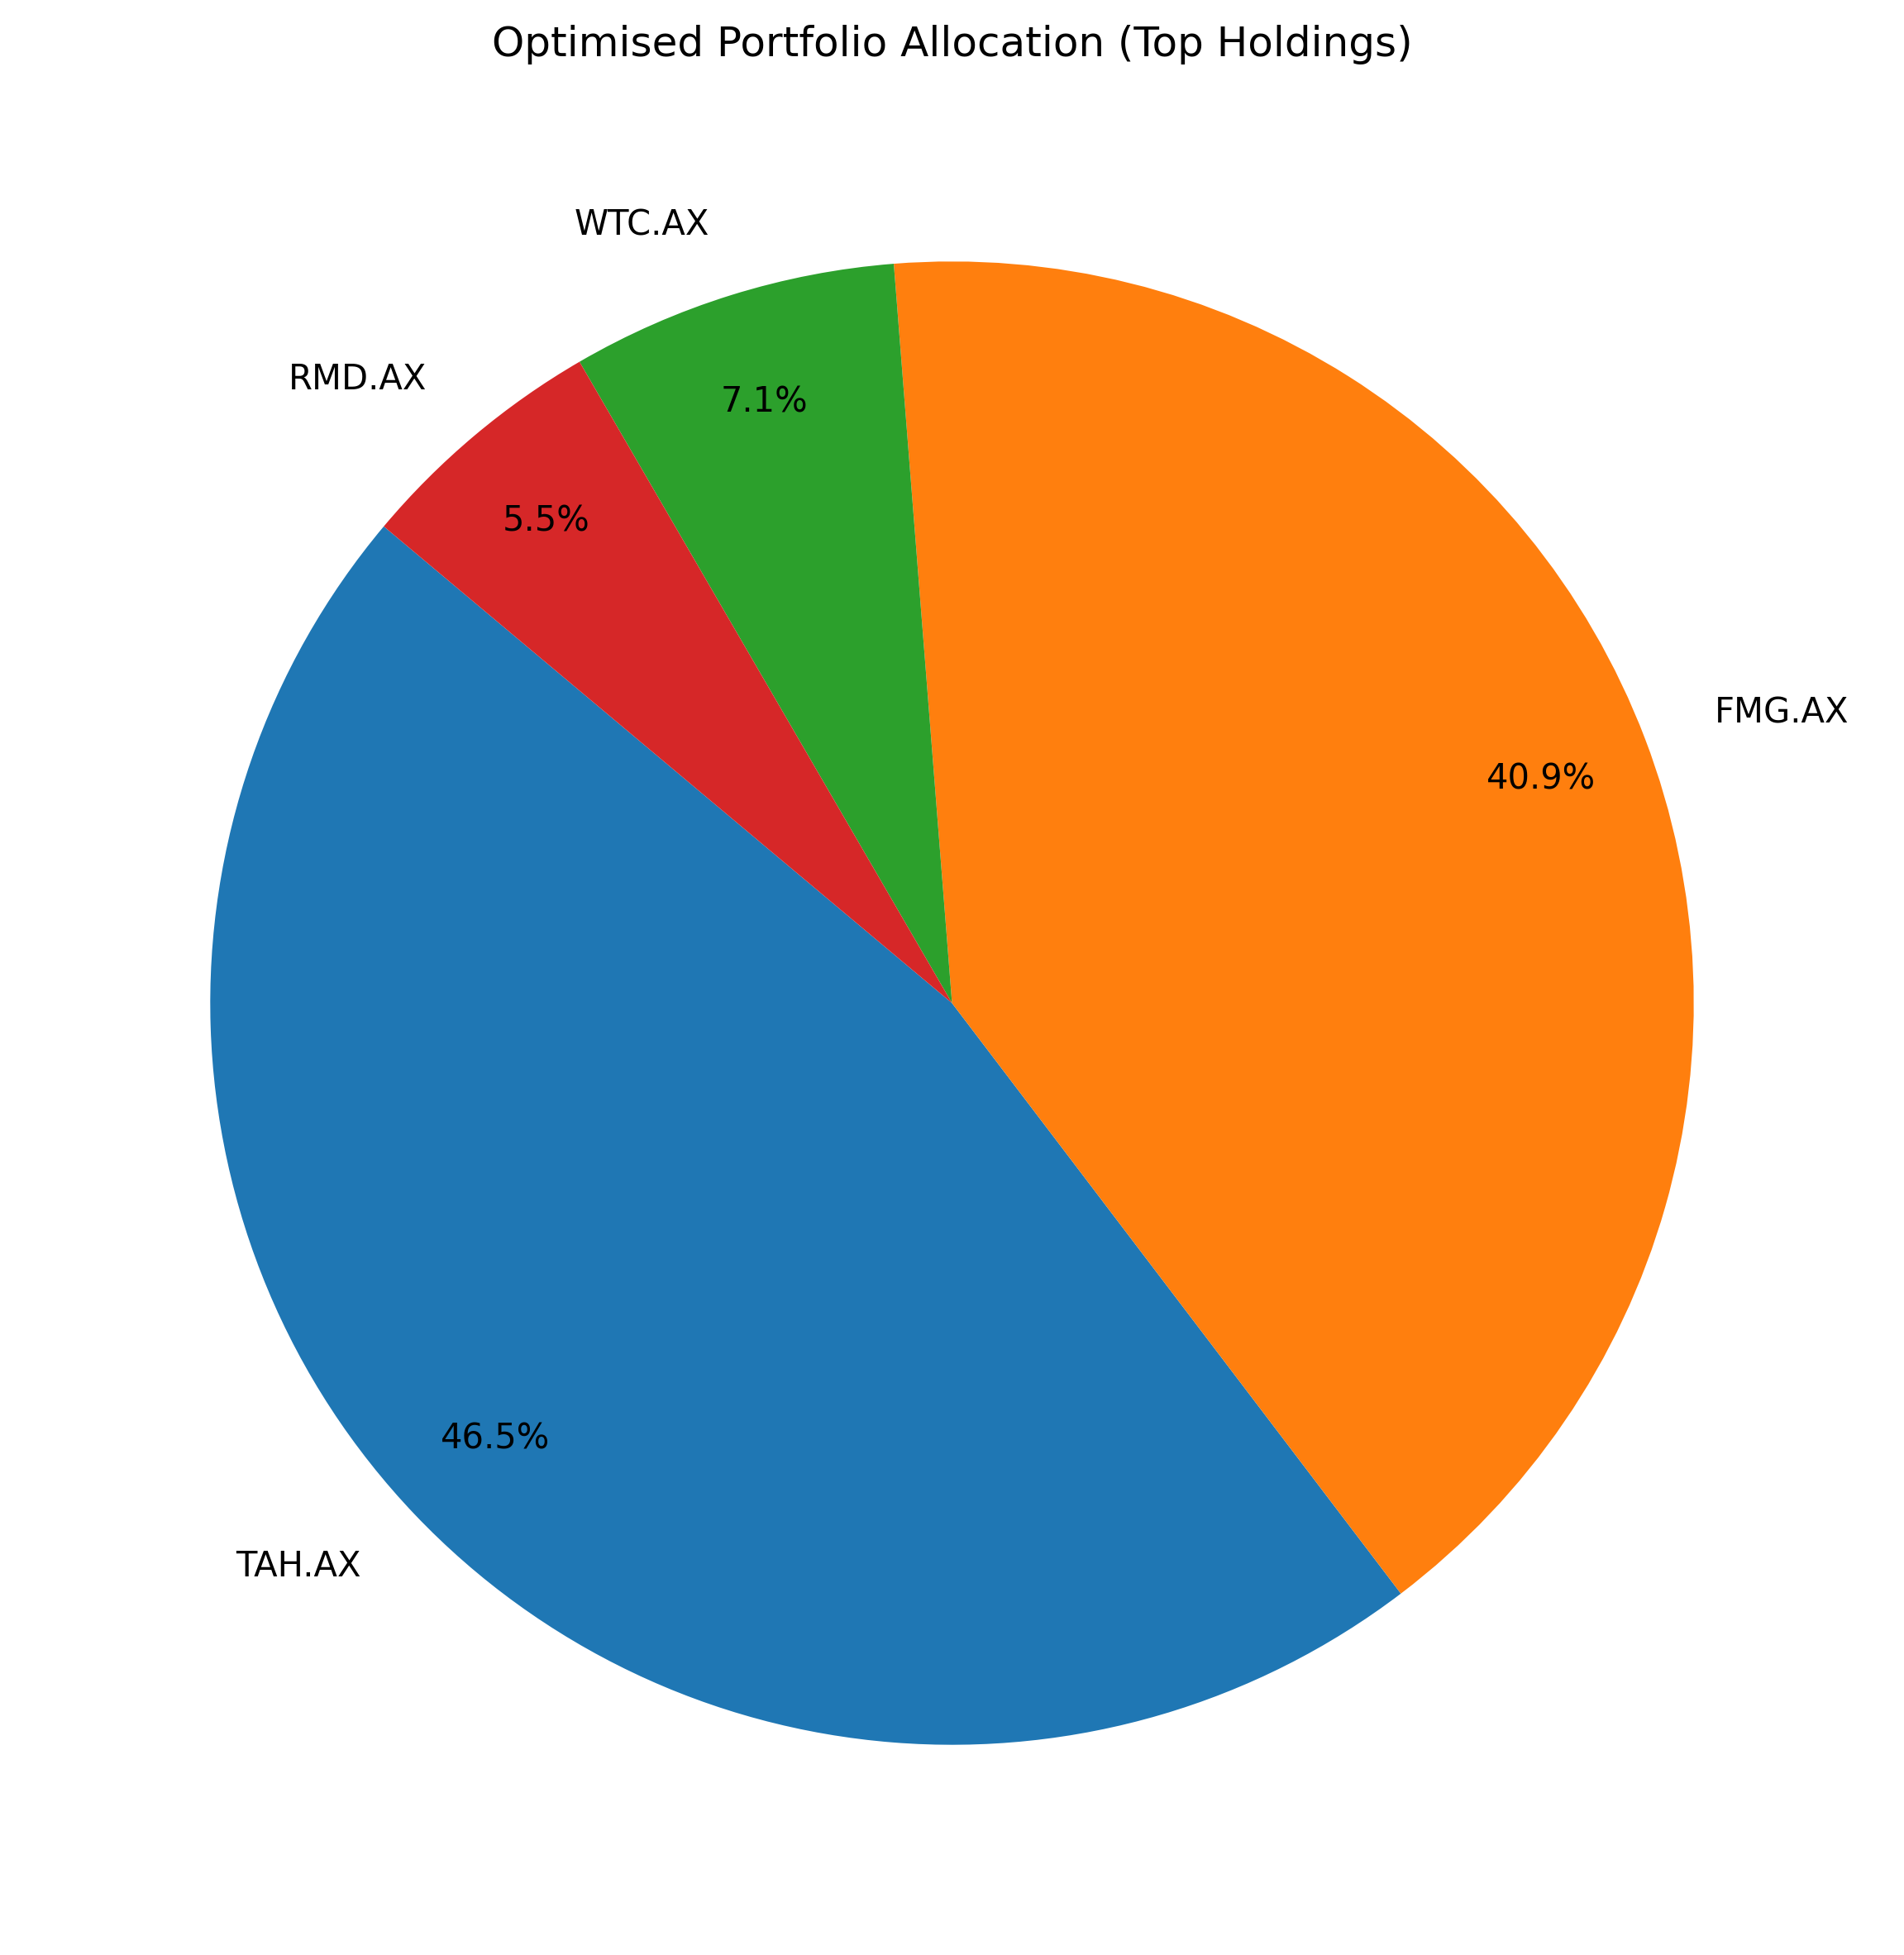 Optimised Portfolio Allocation (Top Holdings)
WTC.AX
RMD.AX
7.1%
5.5%
FMG.AX
40.9%
46.5%
TAH.AX